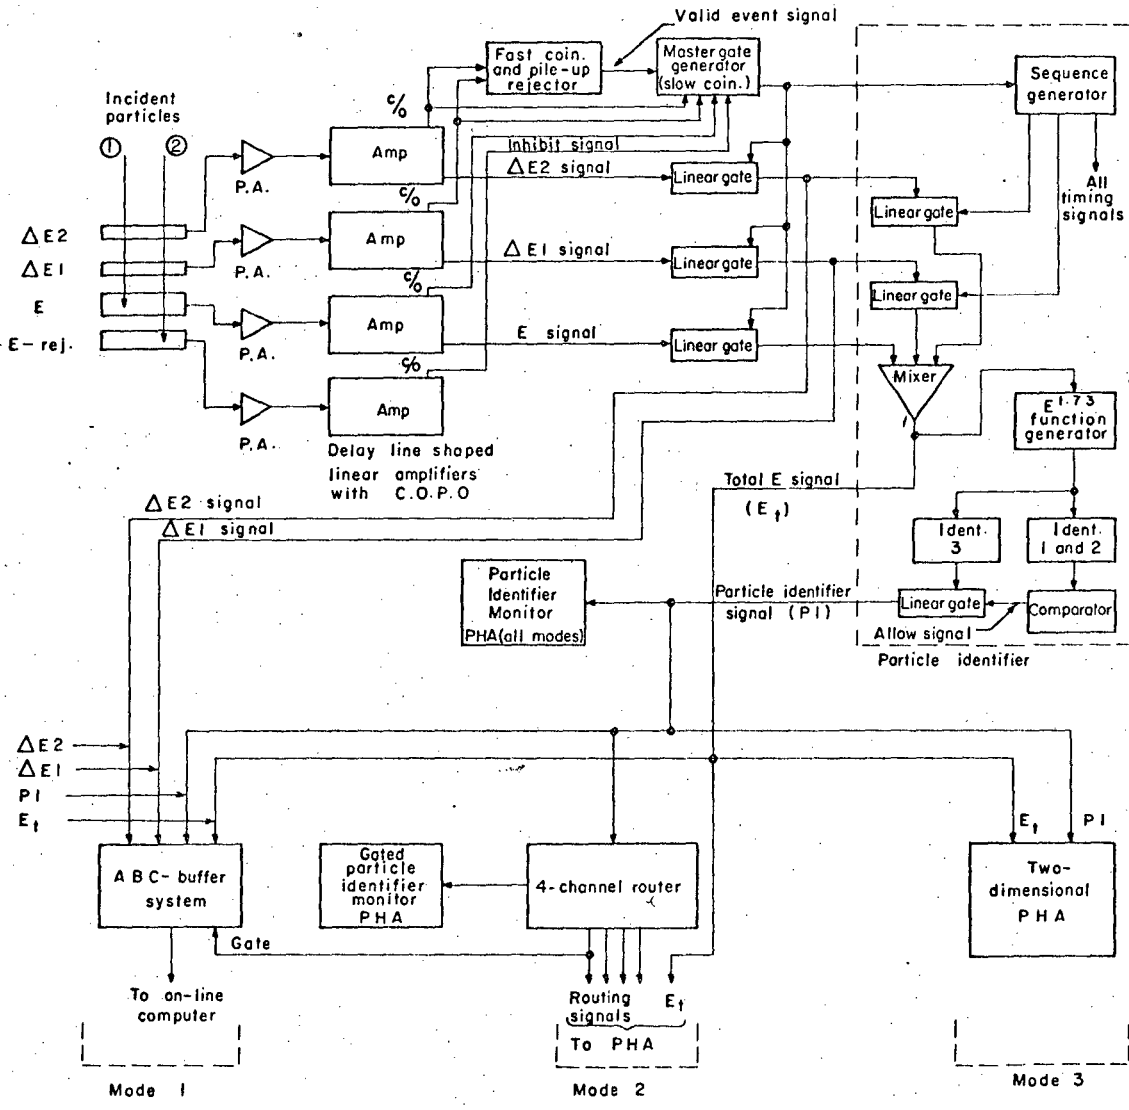 Valid event signal
Fast coin.
and pile-up
rejector
Master gate
generator
(slow coin.)
Sequence
generator
Incident
particles
① ②
c/o
Amp
P.A.
Inhibit signal
ΔE2 signal
Linear gate
All
timing
signals
Linear gate
c/o
ΔE2
Amp
P.A.
ΔE1 signal
Linear gate
ΔE1
c/o
Linear gate
E
Amp
P.A.
E signal
Linear gate
E-rej.
c/o
Mixer
Amp
P.A.
E1.73
function
generator
Delay line shaped
linear amplifiers
with C.O.P.O
Total E signal
(Et)
ΔE2 signal
ΔE1 signal
Ident.
3
Ident.
1 and 2
Particle
Identifier
Monitor
PHA(all modes)
Particle identifier
signal (PI)
Linear gate
Comparator
Allow signal
Particle identifier
ΔE2
ΔE1
PI
Et
Et
PI
ABC-buffer
system
Gated
particle
identifier
monitor
PHA
4-channel router
Two-
dimensional
PHA
Gate
To on-line
computer
Routing
signals
Et
To PHA
Mode 1
Mode 2
Mode 3